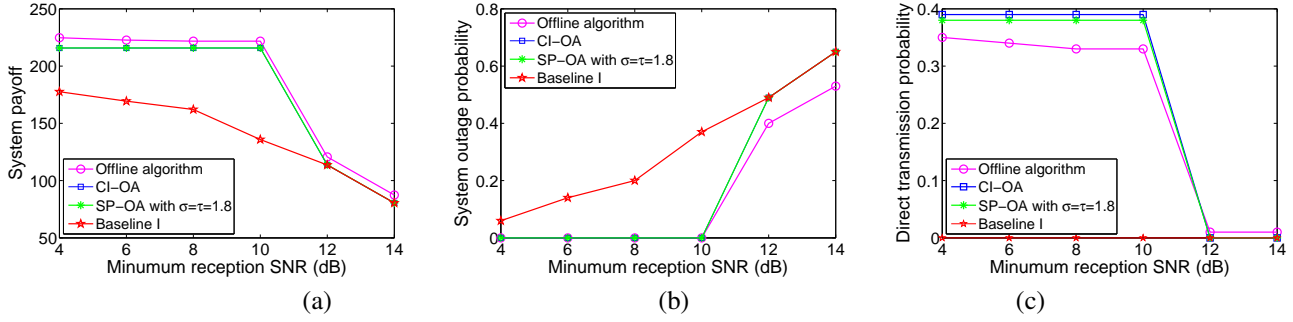 250
200
150
100
50
4
6
8
10
12
14
System payoff
Minumum reception SNR (dB)
Offline algorithm
CI−OA
SP−OA with σ=τ=1.8
Baseline I
(a)
0.8
0.6
0.4
0.2
0
4
6
8
10
12
14
System outage probability
Minumum reception SNR (dB)
Offline algorithm
CI−OA
SP−OA with σ=τ=1.8
Baseline I
(b)
0.4
0.3
0.2
0.1
0
4
6
8
10
12
14
Direct transmission probability
Minumum reception SNR (dB)
Offline algorithm
CI−OA
SP−OA with σ=τ=1.8
Baseline I
(c)